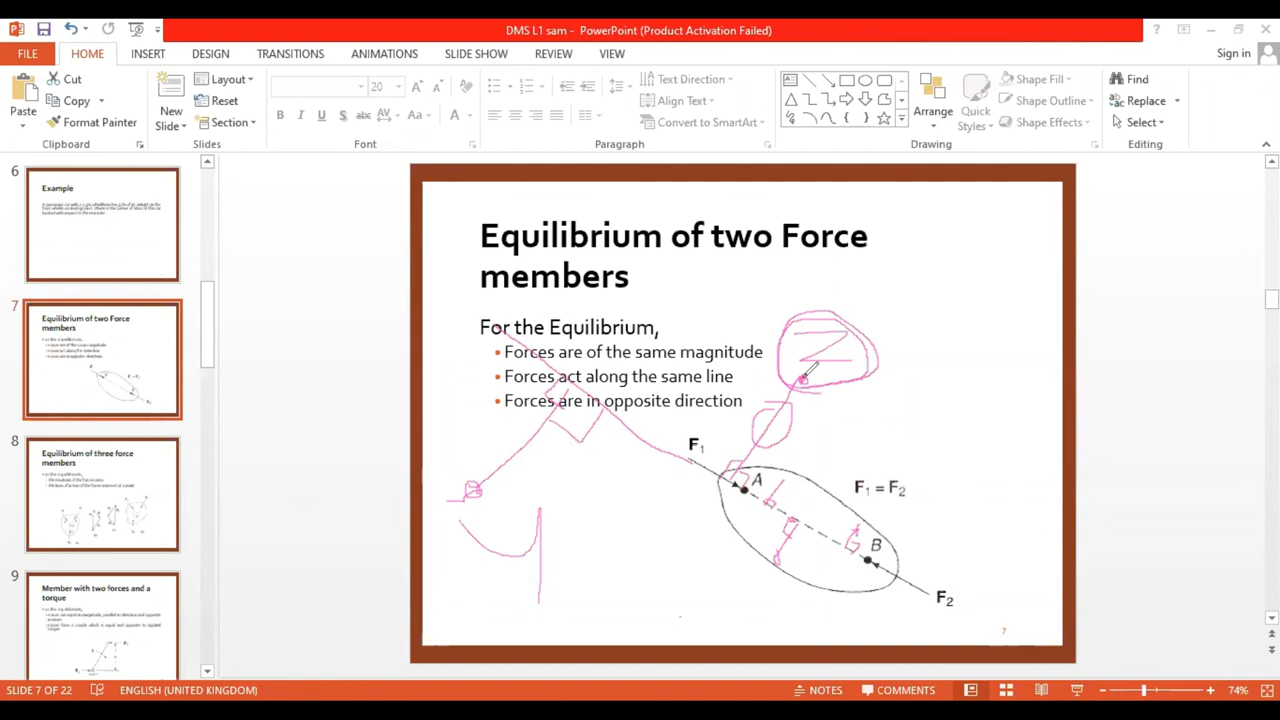 DMS L1 sam - PowerPoint (Product Activation Failed)
FILE HOME INSERT DESIGN TRANSITIONS ANIMATIONS SLIDE SHOW REVIEW VIEW Sign in
Paste Cut Copy Format Painter
Clipboard
New Slide Layout Reset Section
Slides
20
B I U S abc AV Aa A
Font
Text Direction
Align Text
Convert to SmartArt
Paragraph
Arrange
Quick Styles
Shape Fill
Shape Outline
Shape Effects
Drawing
Find
Replace
Select
Editing
6
Example
7
Equilibrium of two Force
members
8
Equilibrium of three force
members
9
Member with two forces and a
torque
Equilibrium of two Force
members
For the Equilibrium,
• Forces are of the same magnitude
• Forces act along the same line
• Forces are in opposite direction
F1
A
F1 = F2
B
F2
7
SLIDE 7 OF 22 ENGLISH (UNITED KINGDOM) NOTES COMMENTS 74%